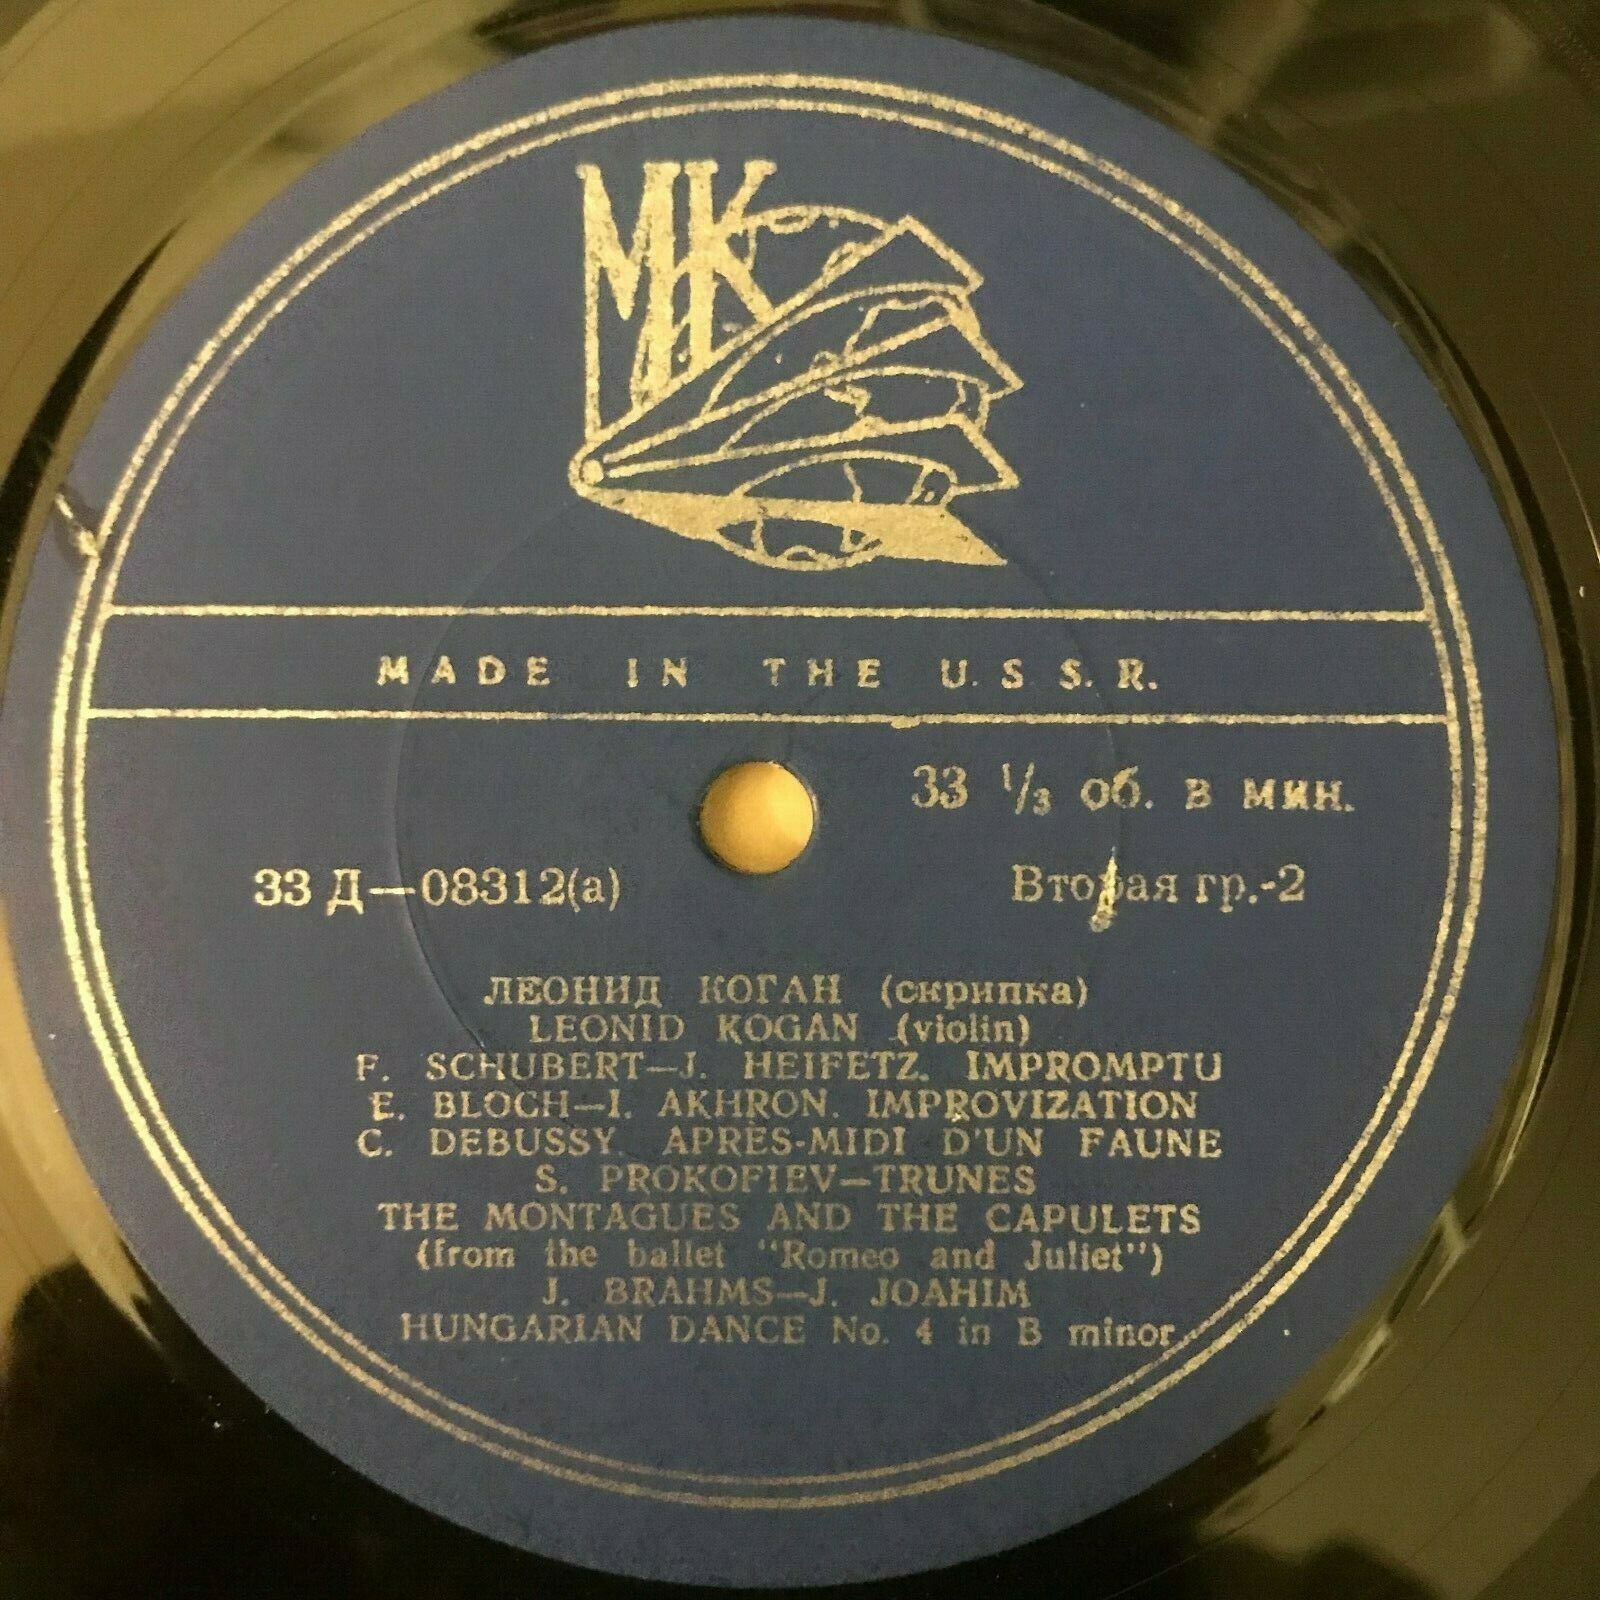 MK
MADE IN THE U.S.S.R.
33 1/3 об. в мин.
33 Д—08312(a)
Вторая гр.-2
ЛЕОНИД КОГАН (скрипка)
LEONID KOGAN (violin)
F. SCHUBERT—J. HEIFETZ. IMPROMPTU
E. BLOCH—I. AKHRON. IMPROVIZATION
C. DEBUSSY. APRÈS-MIDI D'UN FAUNE
S. PROKOFIEV—TRUNES
THE MONTAGUES AND THE CAPULETS
(from the ballet "Romeo and Juliet")
J. BRAHMS—J. JOAHIM
HUNGARIAN DANCE No. 4 in B minor